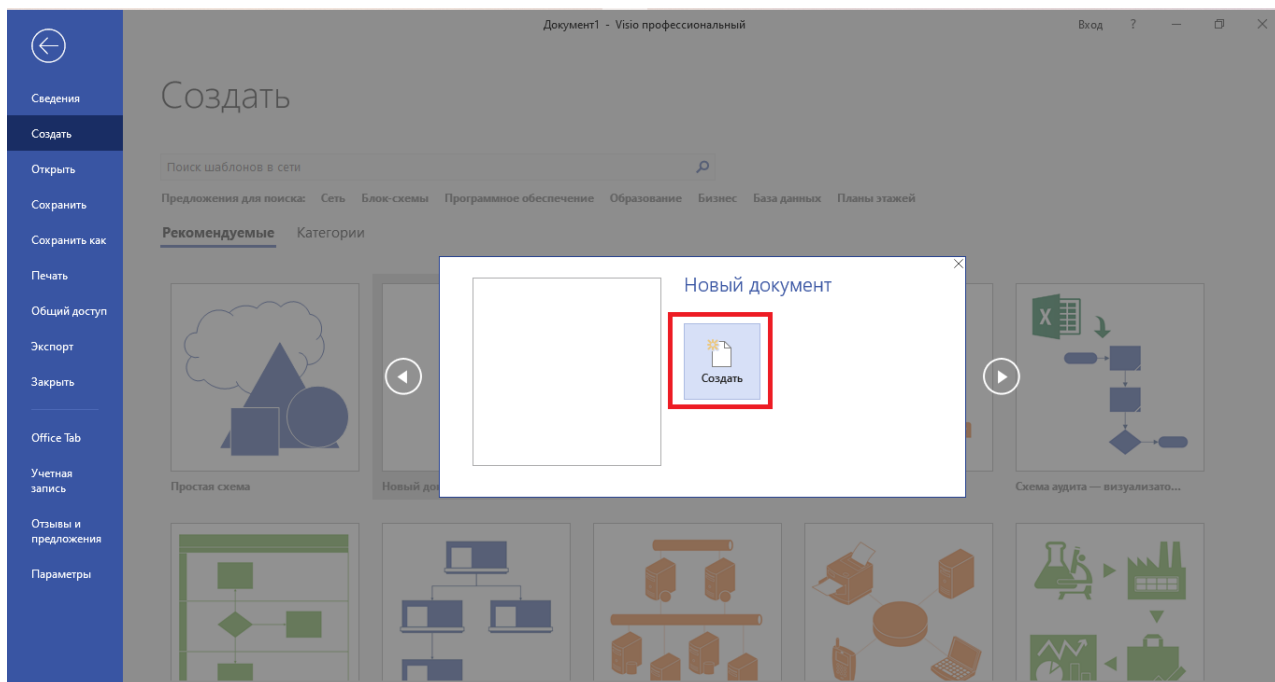 Документ1 - Visio профессиональный
Вход ?
Сведения
Создать
Открыть
Сохранить
Сохранить как
Печать
Общий доступ
Экспорт
Закрыть
Office Tab
Учетная
запись
Отзывы и
предложения
Параметры
Создать
Поиск шаблонов в сети
Предложения для поиска: Сеть Блок-схемы Программное обеспечение Образование Бизнес База данных Планы этажей
Рекомендуемые Категории
Новый документ
Создать
X
Простая схема
Новый до
Схема аудита — визуализато...